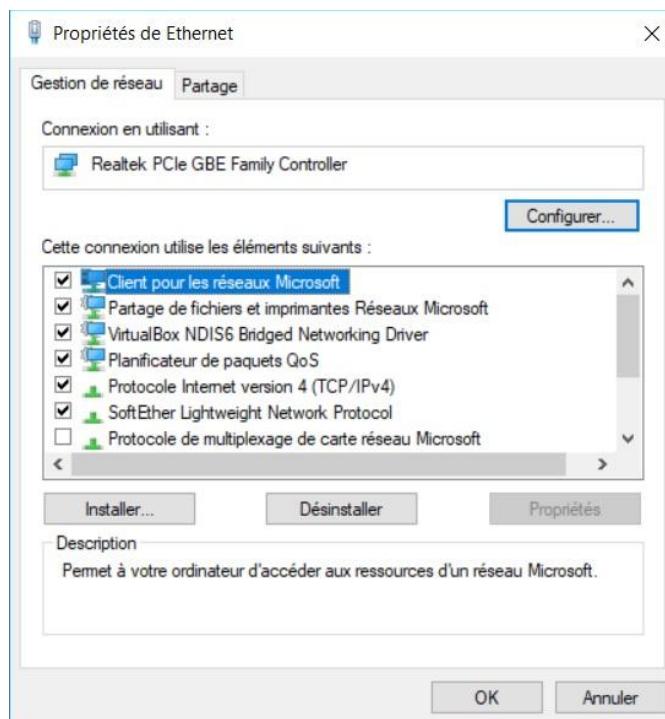 Propriétés de Ethernet
Gestion de réseau Partage
Connexion en utilisant :
Realtek PCIe GBE Family Controller
Configurer...
Cette connexion utilise les éléments suivants :
Client pour les réseaux Microsoft
Partage de fichiers et imprimantes Réseaux Microsoft
VirtualBox NDIS6 Bridged Networking Driver
Planificateur de paquets QoS
Protocole Internet version 4 (TCP/IPv4)
SoftEther Lightweight Network Protocol
Protocole de multiplexage de carte réseau Microsoft
Installer... Désinstaller Propriétés
Description
Permet à votre ordinateur d'accéder aux ressources d'un réseau Microsoft.
OK Annuler